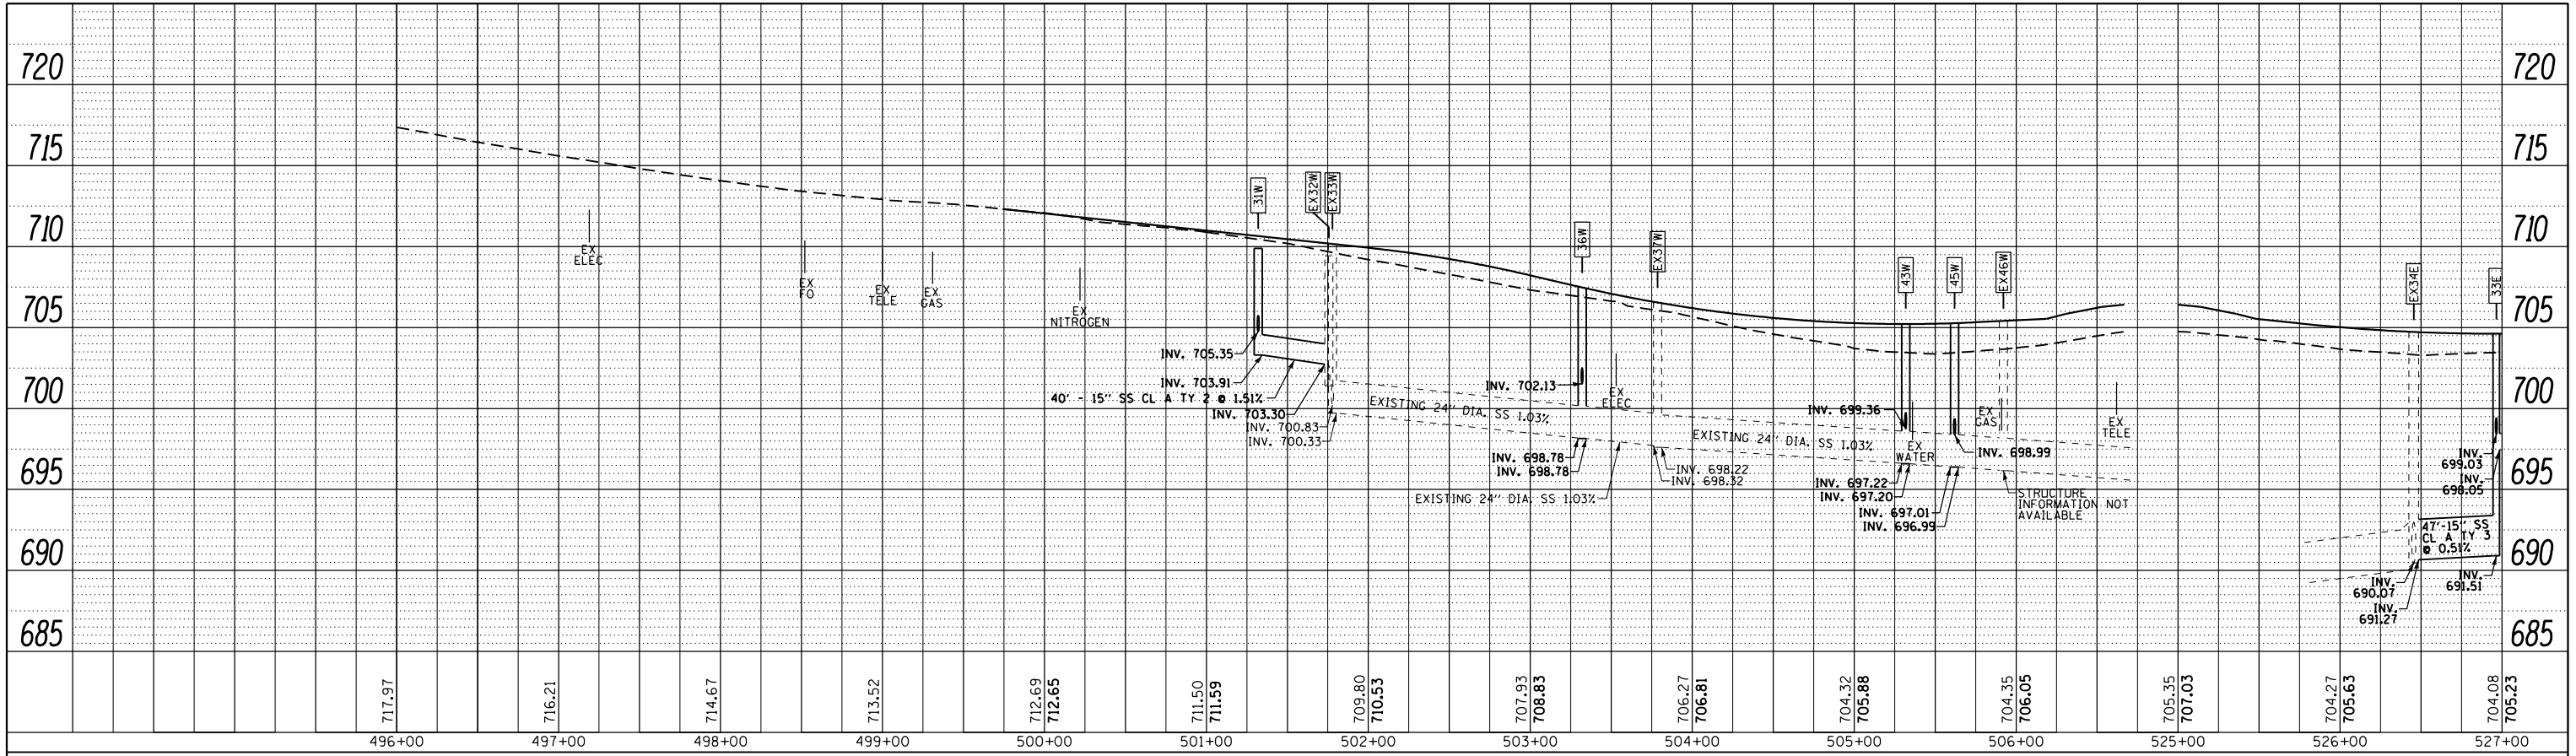 720
720
715
715
710
710
705
705
700
700
695
695
690
690
685
685
EX
ELEC
EX
FO
EX
TELE
EX
GAS
EX
NITROGEN
31W
EX32W
EX33W
36W
EX37W
43W
45W
EX46W
EX34E
33E
INV. 705.35
INV. 703.91
40' - 15" SS CL A TY 2 @ 1.51%
INV. 703.30
INV. 700.83
INV. 700.33
EXISTING 24" DIA. SS 1.03%
INV. 702.13
EX
ELEC
INV. 698.78
INV. 698.78
EXISTING 24" DIA. SS 1.03%
INV. 698.22
INV. 698.32
EXISTING 24" DIA. SS 1.03%
INV. 699.36
EX
WATER
INV. 697.22
INV. 697.20
INV. 697.01
INV. 696.99
INV. 698.99
EX
GAS
STRUCTURE
INFORMATION NOT
AVAILABLE
EX
TELE
INV.
699.03
INV.
698.05
47'-15" SS
CL A TY 3
@ 0.51%
INV.
690.07
INV.
691.27
INV.
691.51
717.97
716.21
714.67
713.52
712.69
712.65
711.50
711.59
709.80
710.53
707.93
708.83
706.27
706.81
704.32
705.88
704.35
706.05
705.35
707.03
704.27
705.63
704.08
705.23
496+00
497+00
498+00
499+00
500+00
501+00
502+00
503+00
504+00
505+00
506+00
525+00
526+00
527+00